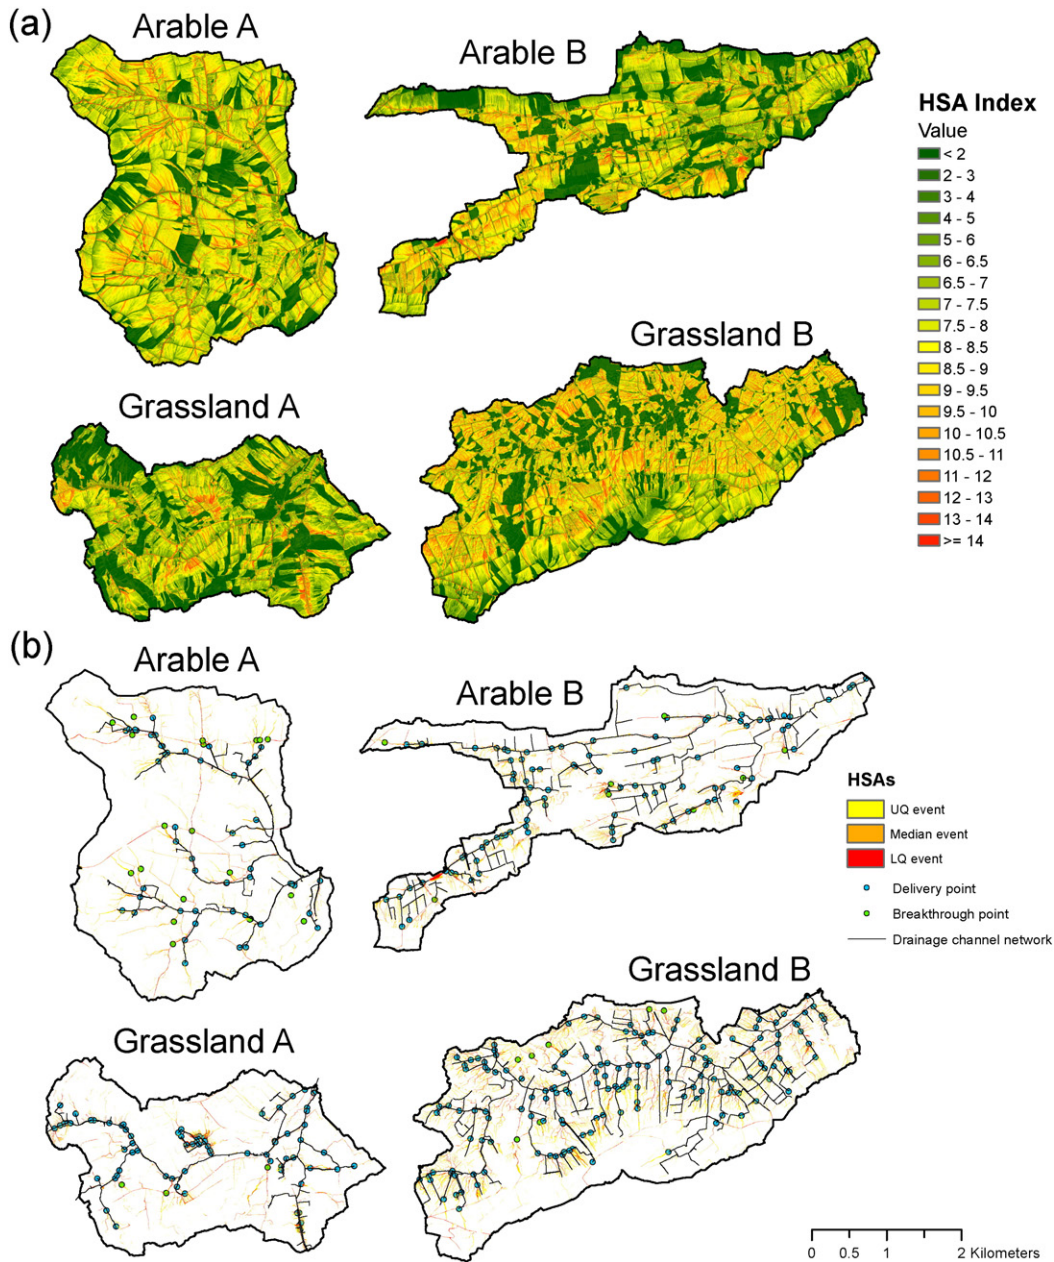 (a)
Arable A
Arable B
Grassland A
Grassland B
HSA Index
Value
< 2
2 - 3
3 - 4
4 - 5
5 - 6
6 - 6.5
6.5 - 7
7 - 7.5
7.5 - 8
8 - 8.5
8.5 - 9
9 - 9.5
9.5 - 10
10 - 10.5
10.5 - 11
11 - 12
12 - 13
13 - 14
>= 14
(b)
Arable A
Arable B
Grassland A
Grassland B
HSAs
UQ event
Median event
LQ event
Delivery point
Breakthrough point
Drainage channel network
0 0.5 1 2 Kilometers